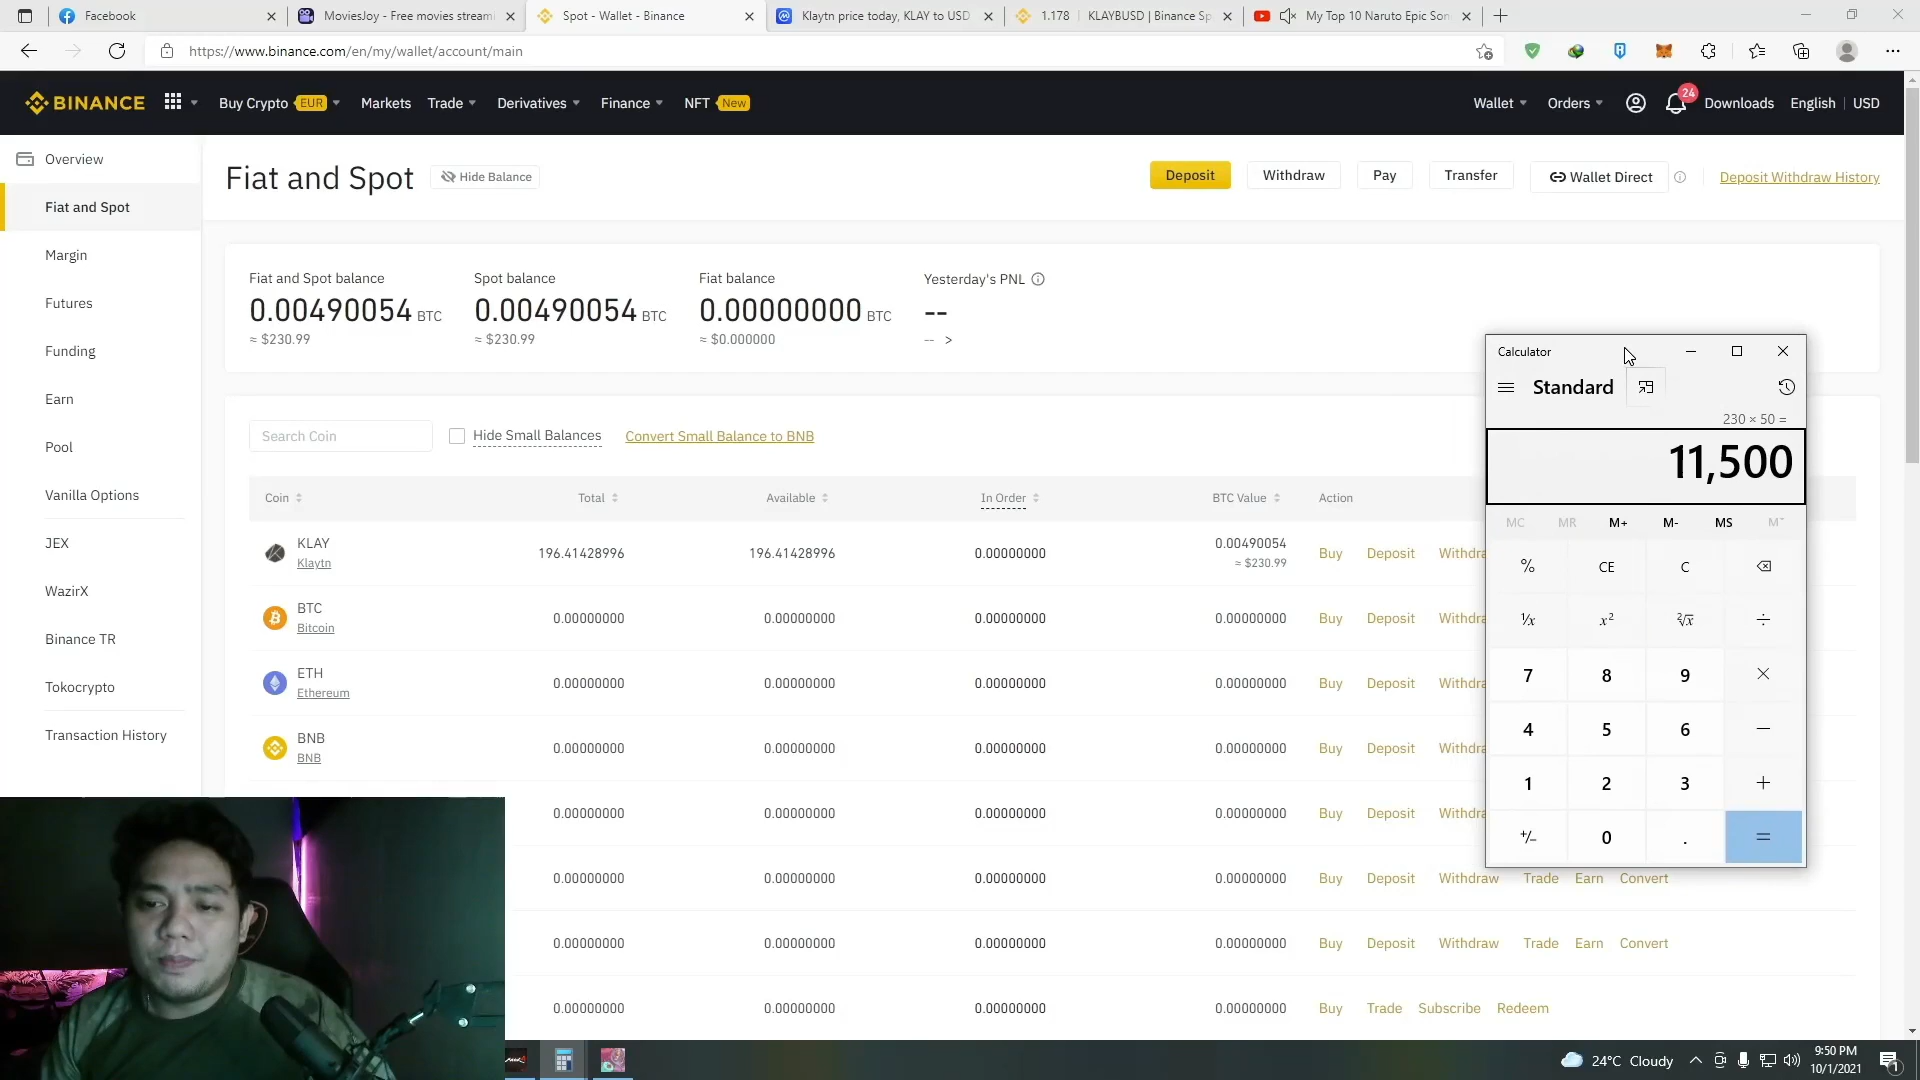 Facebook
MoviesJoy - Free movies streami
Spot - Wallet - Binance
Klaytn price today, KLAY to USD
1.178 | KLAYBUSD | Binance Sp
My Top 10 Naruto Epic Son
https://www.binance.com/en/my/wallet/account/main
BINANCE
Buy Crypto EUR
Markets
Trade
Derivatives
Finance
NFT New
Wallet
Orders
24
Downloads
English
USD
Overview
Fiat and Spot
Margin
Futures
Funding
Earn
Pool
Vanilla Options
JEX
WazirX
Binance TR
Tokocrypto
Transaction History
Fiat and Spot
Hide Balance
Deposit
Withdraw
Pay
Transfer
Wallet Direct
Deposit Withdraw History
Fiat and Spot balance
0.00490054 BTC
≈ $230.99
Spot balance
0.00490054 BTC
≈ $230.99
Fiat balance
0.00000000 BTC
≈ $0.000000
Yesterday's PNL
--
-- >
Search Coin
Hide Small Balances
Convert Small Balance to BNB
Coin Total Available In Order BTC Value Action
KLAY 196.41428996 196.41428996 0.00000000 0.00490054 Buy Deposit Withdra
Klaytn ≈ $230.99
BTC 0.00000000 0.00000000 0.00000000 0.00000000 Buy Deposit Withdra
Bitcoin
ETH 0.00000000 0.00000000 0.00000000 0.00000000 Buy Deposit Withdra
Ethereum
BNB 0.00000000 0.00000000 0.00000000 0.00000000 Buy Deposit Withdra
BNB
0.00000000 0.00000000 0.00000000 0.00000000 Buy Deposit Withdra
0.00000000 0.00000000 0.00000000 0.00000000 Buy Deposit Withdraw Trade Earn Convert
0.00000000 0.00000000 0.00000000 0.00000000 Buy Deposit Withdraw Trade Earn Convert
0.00000000 0.00000000 0.00000000 0.00000000 Buy Trade Subscribe Redeem
Calculator
Standard
230 × 50 =
11,500
MC MR M+ M- MS M˅
% CE C
¹/x x² ²√x ÷
7 8 9 ×
4 5 6 −
1 2 3 +
+/− 0 . =
24°C Cloudy
9:50 PM
10/1/2021
1